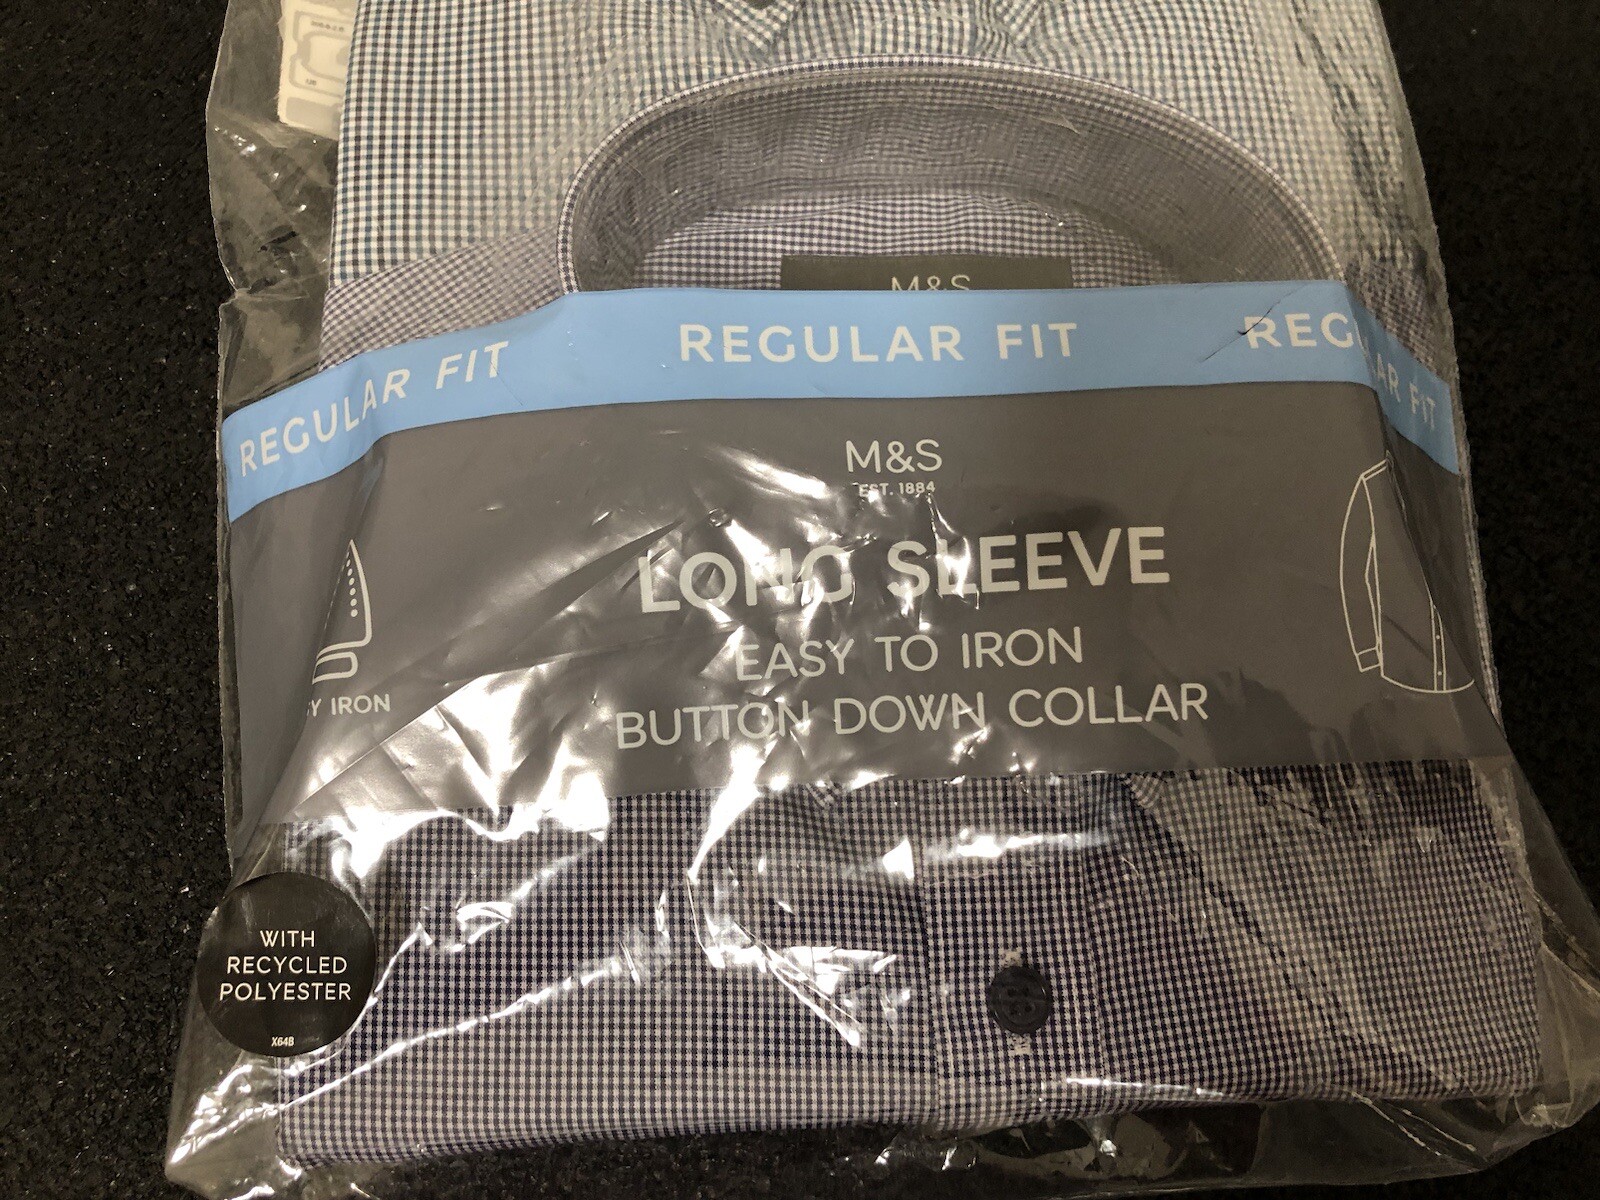 M&S
REGULAR FIT
REGULAR FIT
REGULAR FIT
M&S
EST. 1884
LONG SLEEVE
EASY TO IRON
BUTTON DOWN COLLAR
Y IRON
WITH
RECYCLED
POLYESTER
X64B